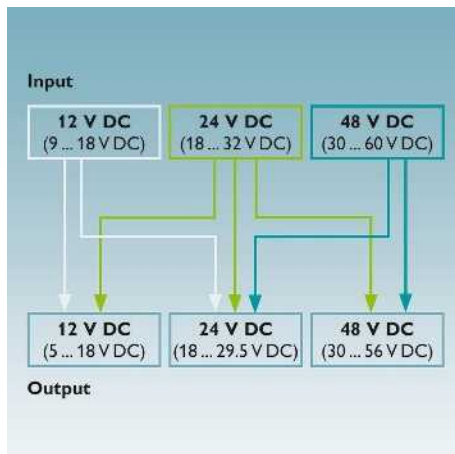 Input
12 V DC
(9 ... 18 V DC)
24 V DC
(18 ... 32 V DC)
48 V DC
(30 ... 60 V DC)
12 V DC
(5 ... 18 V DC)
24 V DC
(18 ... 29.5 V DC)
48 V DC
(30 ... 56 V DC)
Output